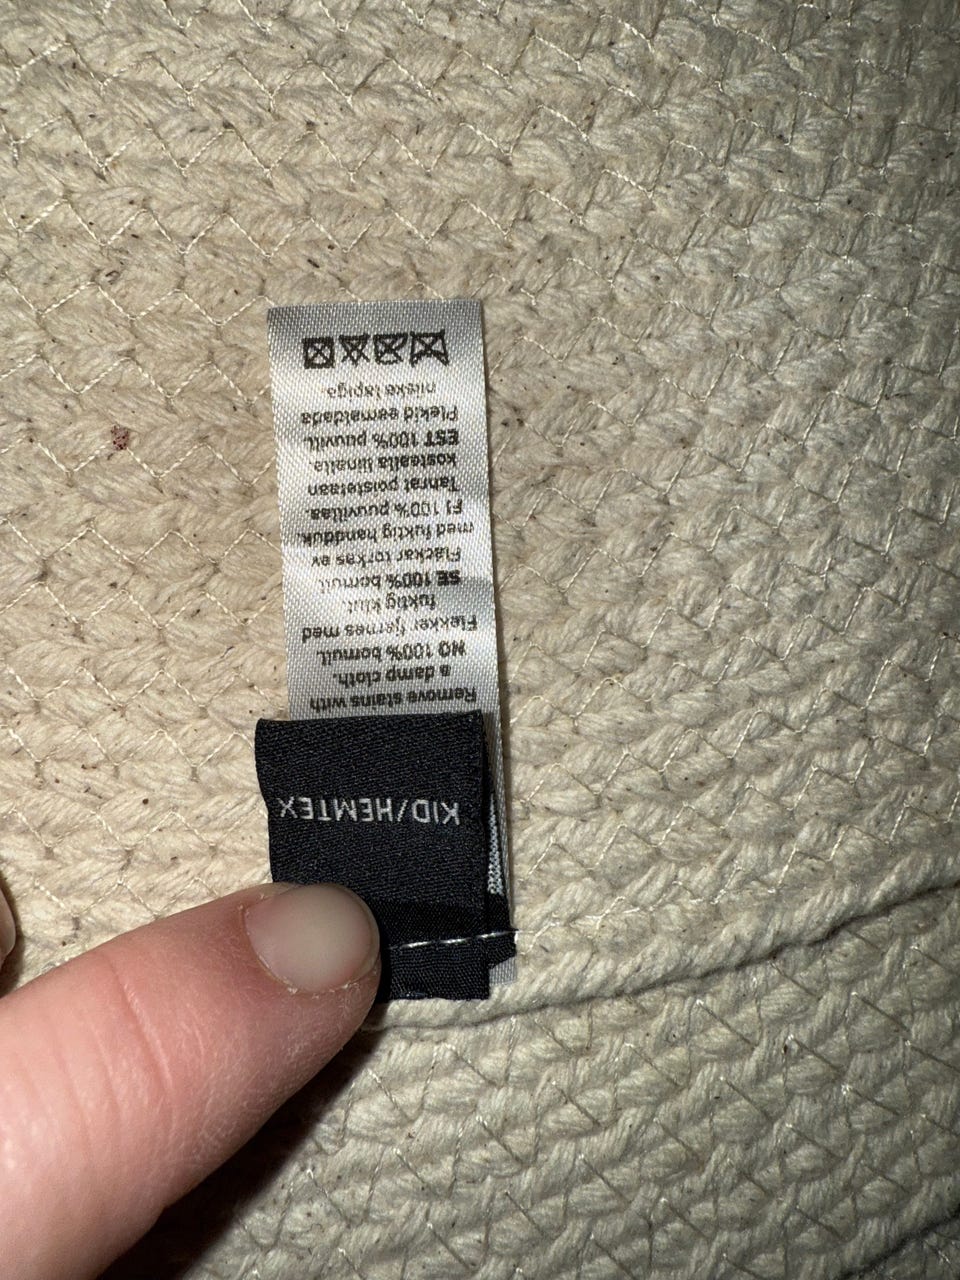 KID/HEMTEX
Remove stains with
a damp cloth.
NO 100% bomull.
Flekker fjernes med
fuktig klut.
SE 100% bomull.
Fläckar torkas av
med fuktig handduk.
FI 100% puuvillaa.
Tahrat poistetaan
kostealla liinalla.
EST 100% puuvill.
Plekid eemaldada
niiske lapiga.